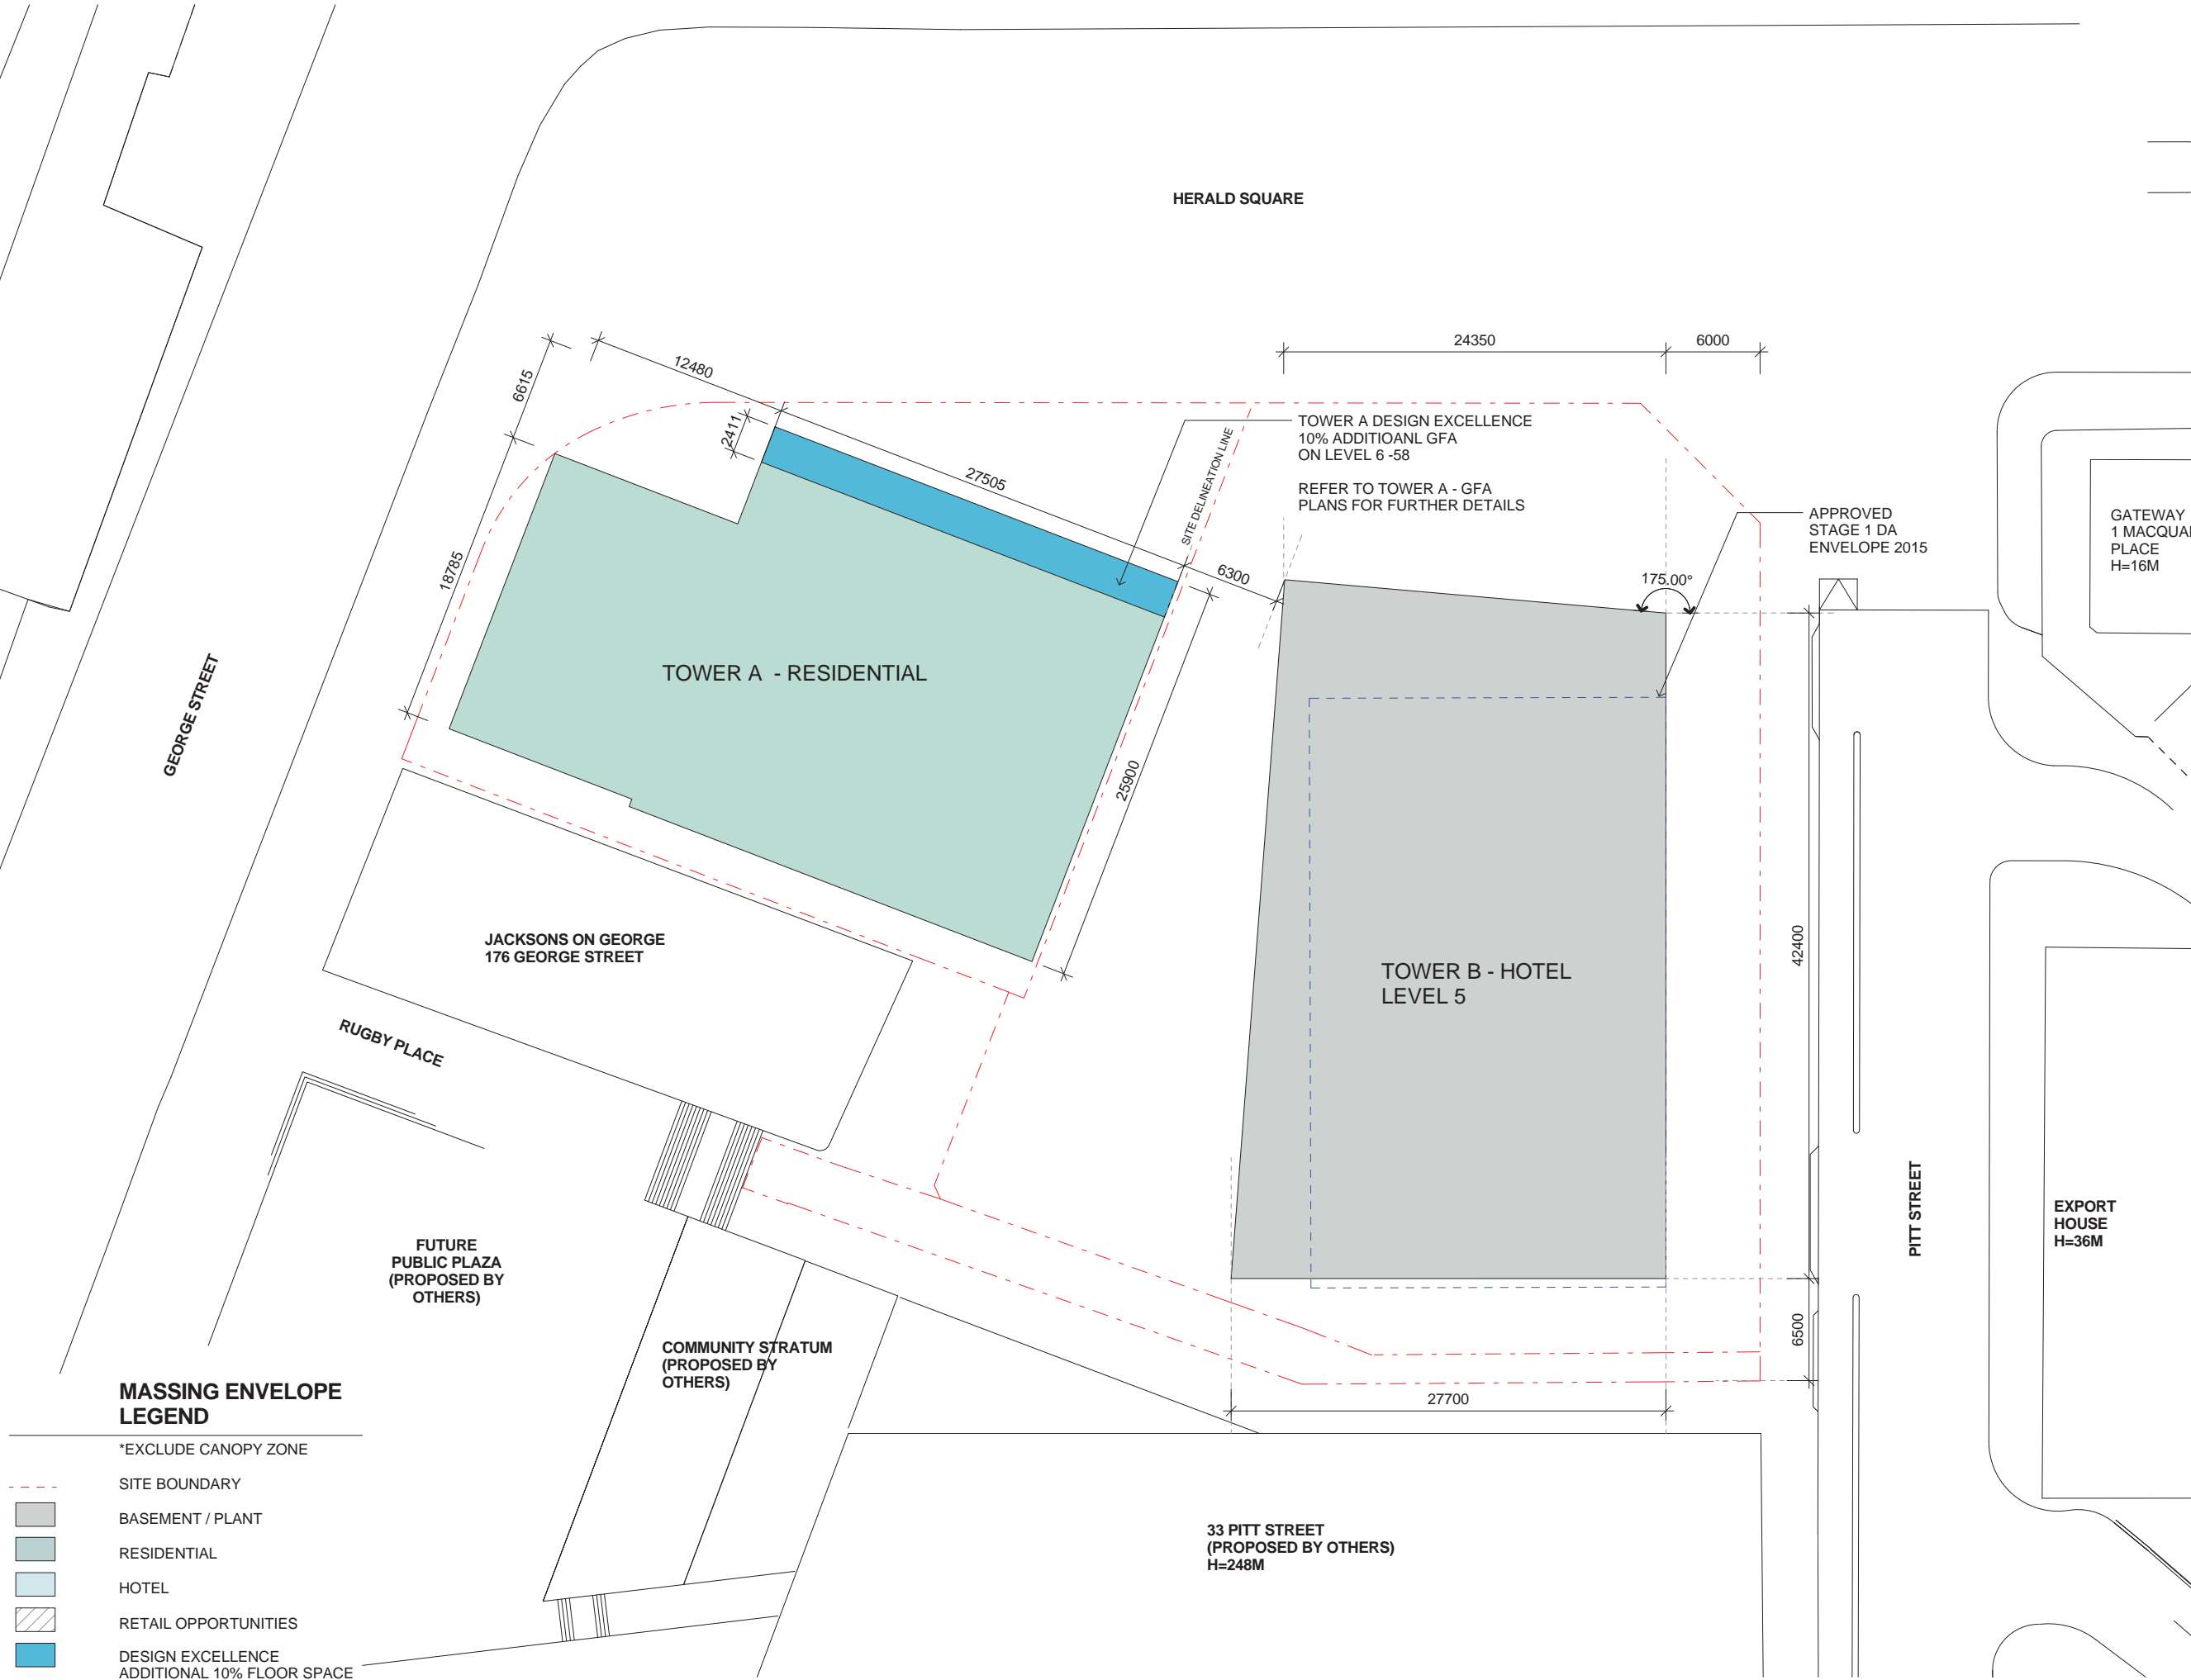 HERALD SQUARE
24350
6000
12480
6615
2411
27505
SITE DELINEATION LINE
TOWER A DESIGN EXCELLENCE
10% ADDITIOANL GFA
ON LEVEL 6 -58
REFER TO TOWER A - GFA
PLANS FOR FURTHER DETAILS
APPROVED
STAGE 1 DA
ENVELOPE 2015
GATEWAY
1 MACQUAR
PLACE
H=16M
6300
175.00°
18785
TOWER A - RESIDENTIAL
GEORGE STREET
25900
42400
JACKSONS ON GEORGE
176 GEORGE STREET
TOWER B - HOTEL
LEVEL 5
RUGBY PLACE
PITT STREET
EXPORT
HOUSE
H=36M
FUTURE
PUBLIC PLAZA
(PROPOSED BY
OTHERS)
COMMUNITY STRATUM
(PROPOSED BY
OTHERS)
6500
27700
33 PITT STREET
(PROPOSED BY OTHERS)
H=248M
MASSING ENVELOPE
LEGEND
*EXCLUDE CANOPY ZONE
SITE BOUNDARY
BASEMENT / PLANT
RESIDENTIAL
HOTEL
RETAIL OPPORTUNITIES
DESIGN EXCELLENCE
ADDITIONAL 10% FLOOR SPACE